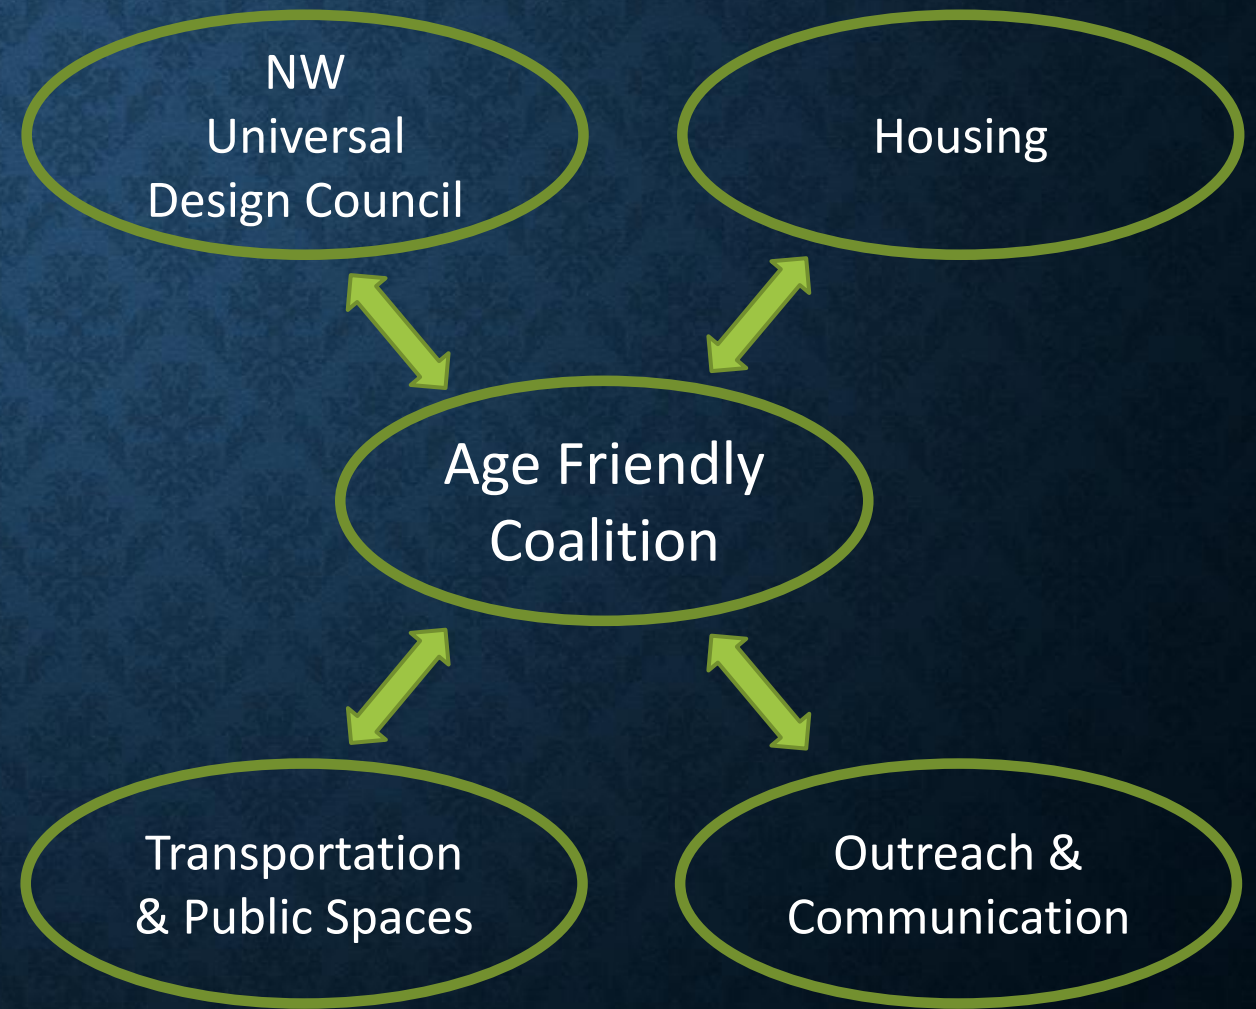 NW
Universal
Design Council
Housing
Age Friendly
Coalition
Transportation
& Public Spaces
Outreach &
Communication